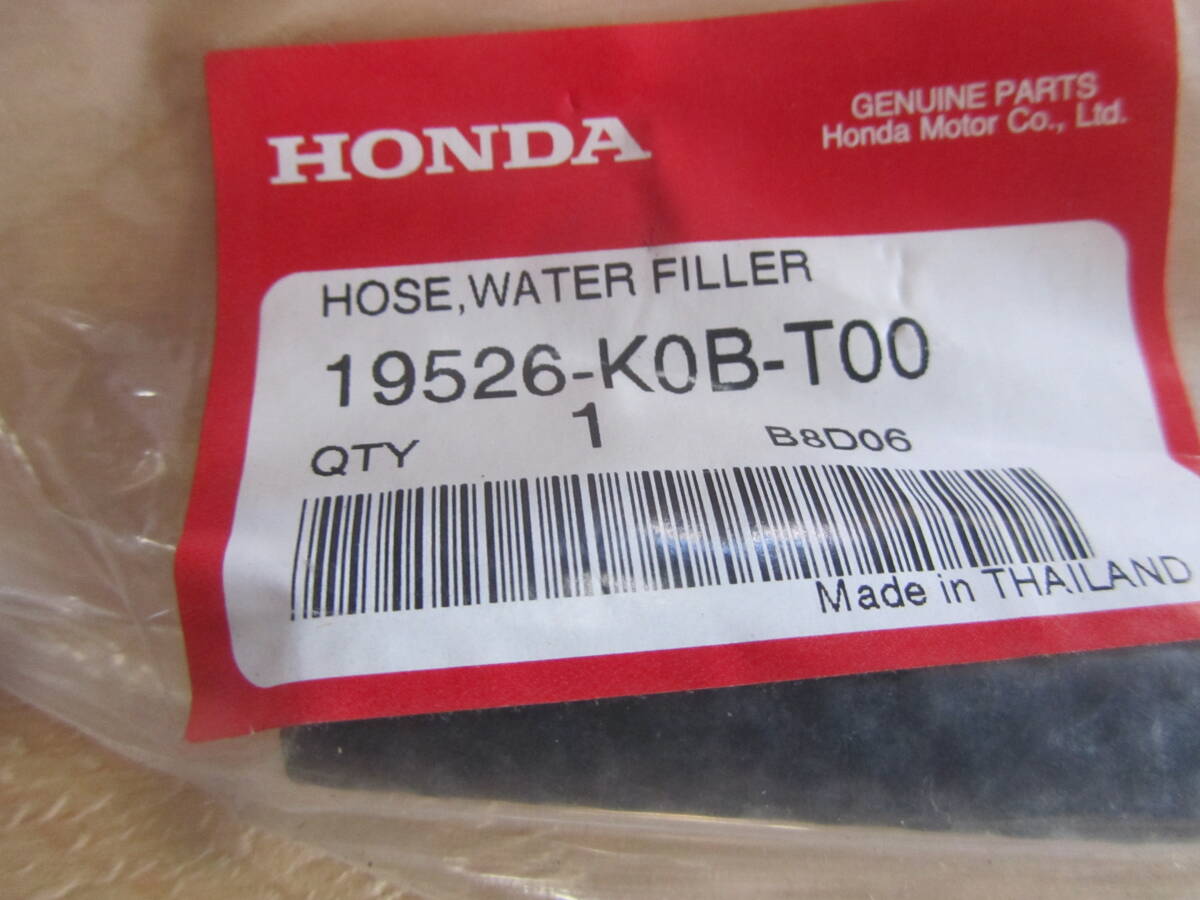 HONDA
GENUINE PARTS
Honda Motor Co., Ltd.
HOSE,WATER FILLER
19526-K0B-T00
QTY 1 B8D06
Made in THAILAND